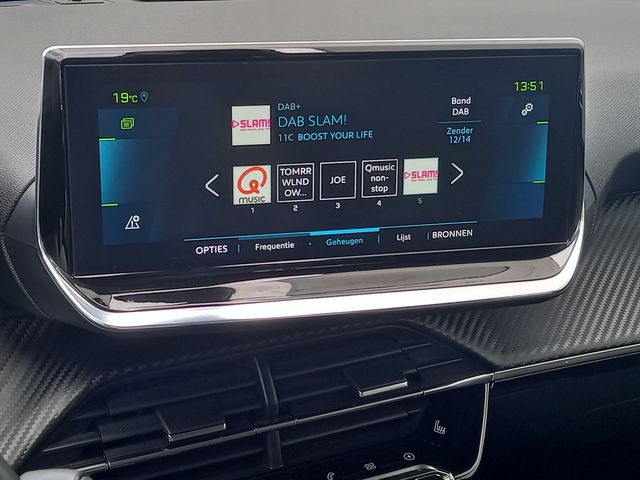 19°C
13:51
DAB+
DAB SLAM!
11C BOOST YOUR LIFE
Band
DAB
Zender
12/14
SLAM!
Q
music
TOMRR
WLND
OW...
JOE
Qmusic
non-
stop
SLAM!
1
2
3
4
5
OPTIES
Frequentie
Geheugen
Lijst
BRONNEN